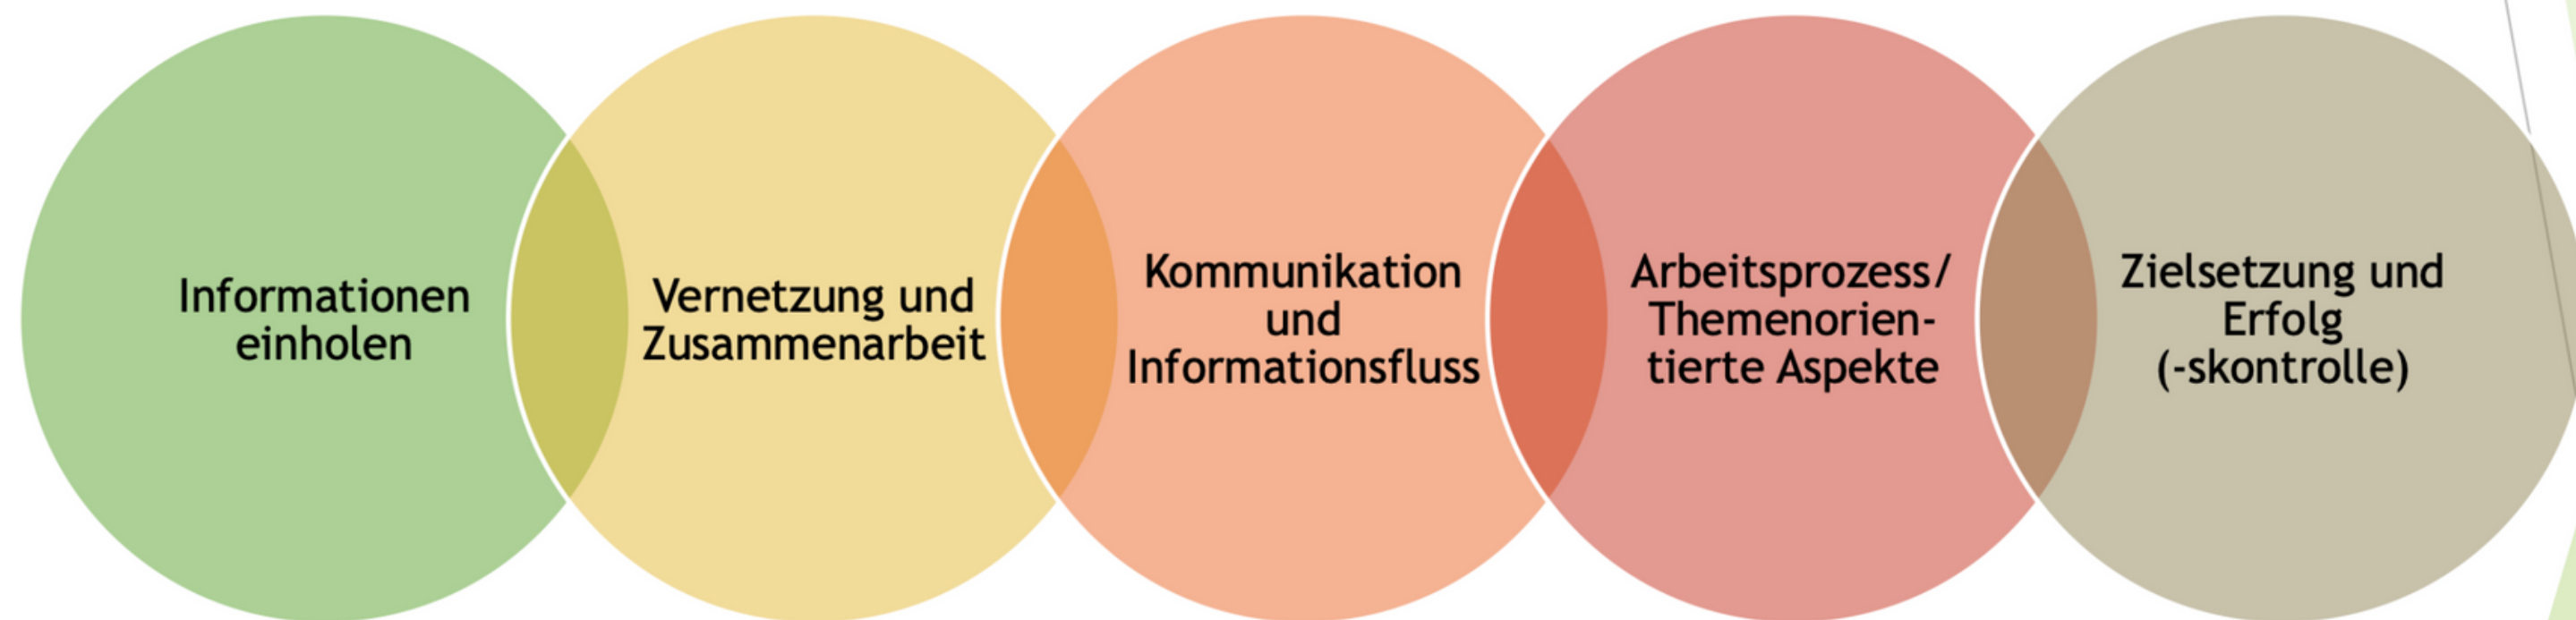 Informationen
einholen
Vernetzung und
Zusammenarbeit
Kommunikation
und
Informationsfluss
Arbeitsprozess/
Themenorien-
tierte Aspekte
Zielsetzung und
Erfolg
(-skontrolle)